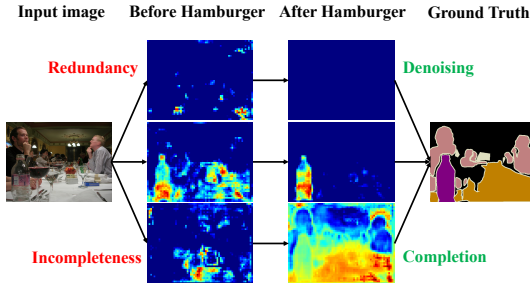 Input image Before Hamburger After Hamburger Ground Truth
Redundancy Denoising
Incompleteness Completion